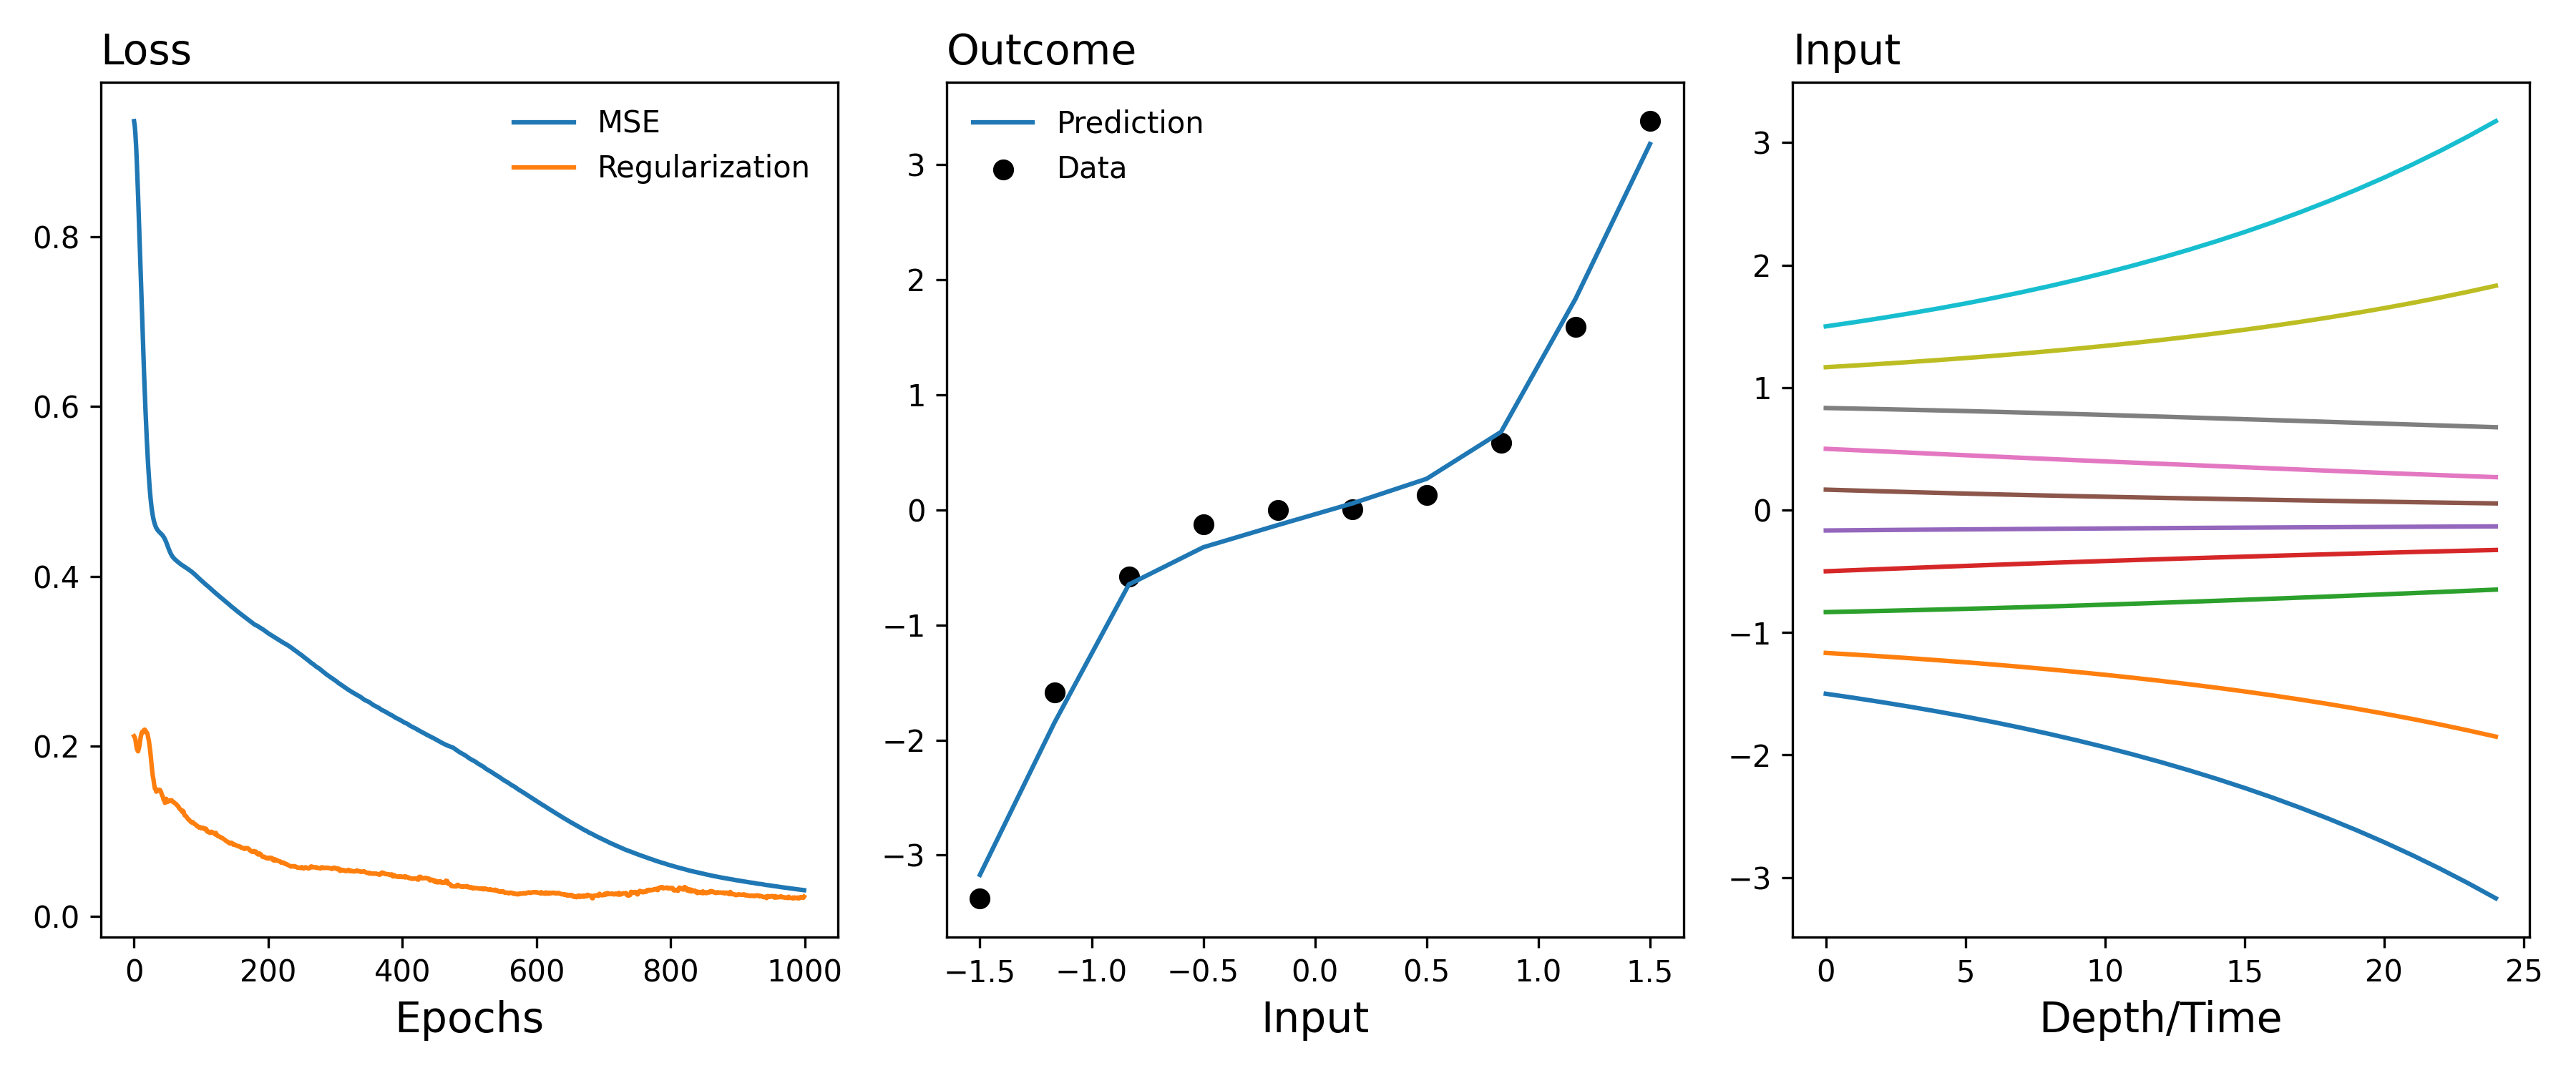 Loss
MSE
Regularization
0.8
0.6
0.4
0.2
0.0
0 200 400 600 800 1000
Epochs
Outcome
Prediction
Data
3
2
1
0
−1
−2
−3
−1.5 −1.0 −0.5 0.0 0.5 1.0 1.5
Input
Input
3
2
1
0
−1
−2
−3
0 5 10 15 20 25
Depth/Time